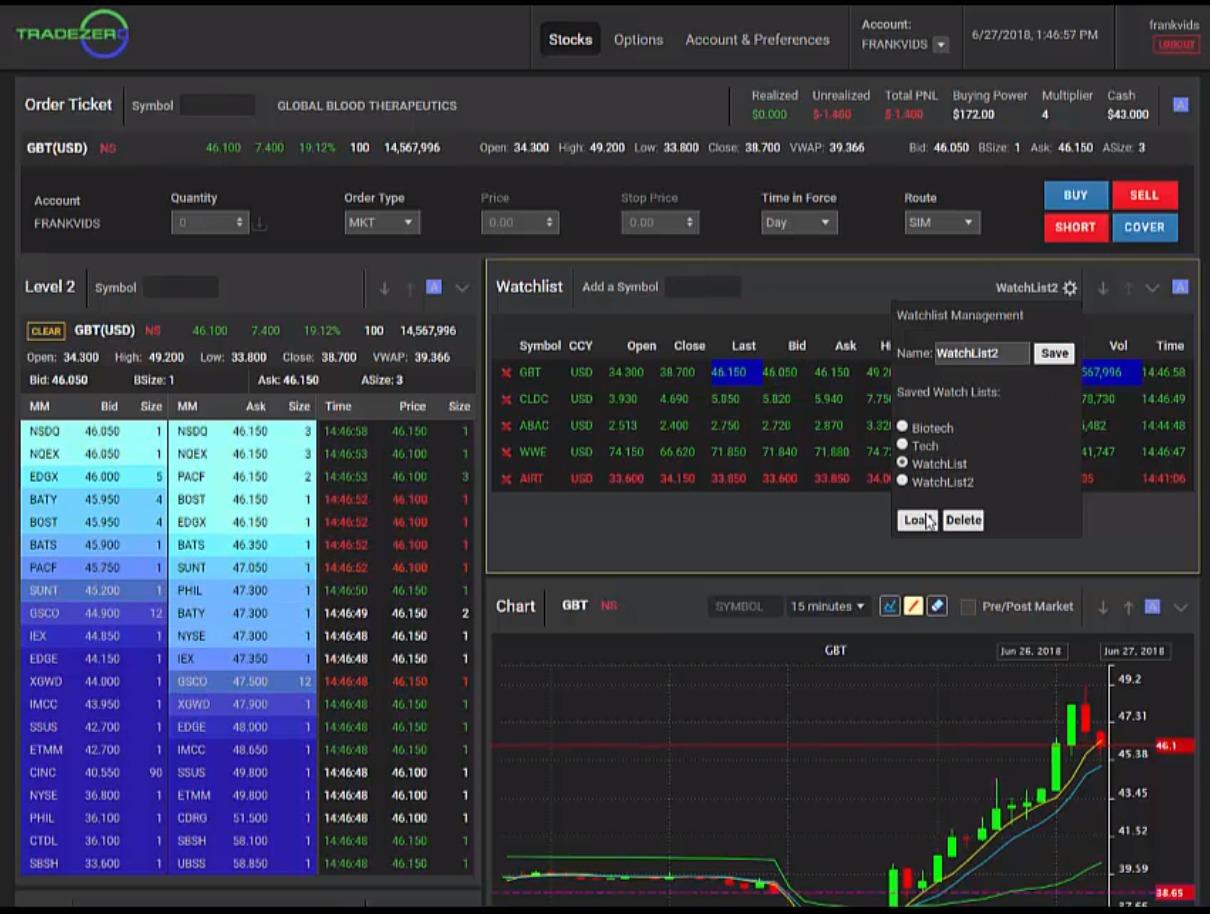 TRADEZERO
Stocks Options Account & Preferences
Account:
FRANKVIDS
6/27/2018, 1:46:57 PM
frankvids
LOGOUT
Order Ticket Symbol GLOBAL BLOOD THERAPEUTICS
Realized Unrealized Total PNL Buying Power Multiplier Cash
$0.000 $-1.400 $-1.400 $172.00 4 $43.000
A
GBT(USD) NS 46.100 7.400 19.12% 100 14,567,996 Open: 34.300 High: 49.200 Low: 33.800 Close: 38.700 VWAP: 39.366 Bid: 46.050 BSize: 1 Ask: 46.150 ASize: 3
Account Quantity Order Type Price Stop Price Time in Force Route
FRANKVIDS 0 MKT 0.00 0.00 Day SIM
BUY SELL
SHORT COVER
Level 2 Symbol A
CLEAR GBT(USD) NS 46.100 7.400 19.12% 100 14,567,996
Open: 34.300 High: 49.200 Low: 33.800 Close: 38.700 VWAP: 39.366
Bid: 46.050 BSize: 1 Ask: 46.150 ASize: 3
MM Bid Size MM Ask Size Time Price Size
NSDQ 46.050 1 NSDQ 46.150 3 14:46:58 46.150 1
NQEX 46.050 1 NQEX 46.150 3 14:46:53 46.100 1
EDGX 46.000 5 PACF 46.150 2 14:46:53 46.100 3
BATY 45.950 4 BOST 46.150 1 14:46:52 46.100 1
BOST 45.950 4 EDGX 46.150 1 14:46:52 46.100 1
BATS 45.900 1 BATS 46.350 1 14:46:52 46.100 1
PACF 45.750 1 SUNT 47.050 1 14:46:52 46.100 1
SUNT 45.200 1 PHIL 47.300 1 14:46:50 46.150 1
GSCO 44.900 12 BATY 47.300 1 14:46:49 46.150 2
IEX 44.850 1 NYSE 47.300 1 14:46:48 46.150 1
EDGE 44.150 1 IEX 47.350 1 14:46:48 46.150 1
XGWD 44.000 1 GSCO 47.500 12 14:46:48 46.150 1
IMCC 43.950 1 XGWD 47.900 1 14:46:48 46.150 1
SSUS 42.700 1 EDGE 48.000 1 14:46:48 46.150 1
ETMM 42.700 1 IMCC 48.650 1 14:46:48 46.150 1
CINC 40.550 90 SSUS 49.800 1 14:46:48 46.100 1
NYSE 36.800 1 ETMM 49.800 1 14:46:48 46.100 1
PHIL 36.100 1 CDRG 51.500 1 14:46:48 46.100 1
CTDL 36.100 1 SBSH 58.100 1 14:46:48 46.150 1
SBSH 33.600 1 UBSS 58.850 1 14:46:48 46.150 1
Watchlist Add a Symbol WatchList2 A
Symbol CCY Open Close Last Bid Ask Hi Vol Time
GBT USD 34.300 38.700 46.150 46.050 46.150 49.20 567,996 14:46:58
CLDC USD 3.930 4.690 5.850 5.820 5.940 7.750 78,730 14:46:49
ABAC USD 2.513 2.400 2.750 2.720 2.870 3.320 ,482 14:44:48
WWE USD 74.150 66.620 71.850 71.840 71.880 74.7 41,747 14:46:47
AIRT USD 33.600 34.150 33.850 33.600 33.850 34.0 05 14:41:06
Watchlist Management
Name: WatchList2 Save
Saved Watch Lists:
Biotech
Tech
WatchList
WatchList2
Load Delete
Chart GBT NS SYMBOL 15 minutes Pre/Post Market A
GBT Jun 26, 2018 Jun 27, 2018
49.2
47.31
46.1
45.38
43.45
41.52
39.59
38.65
37.66